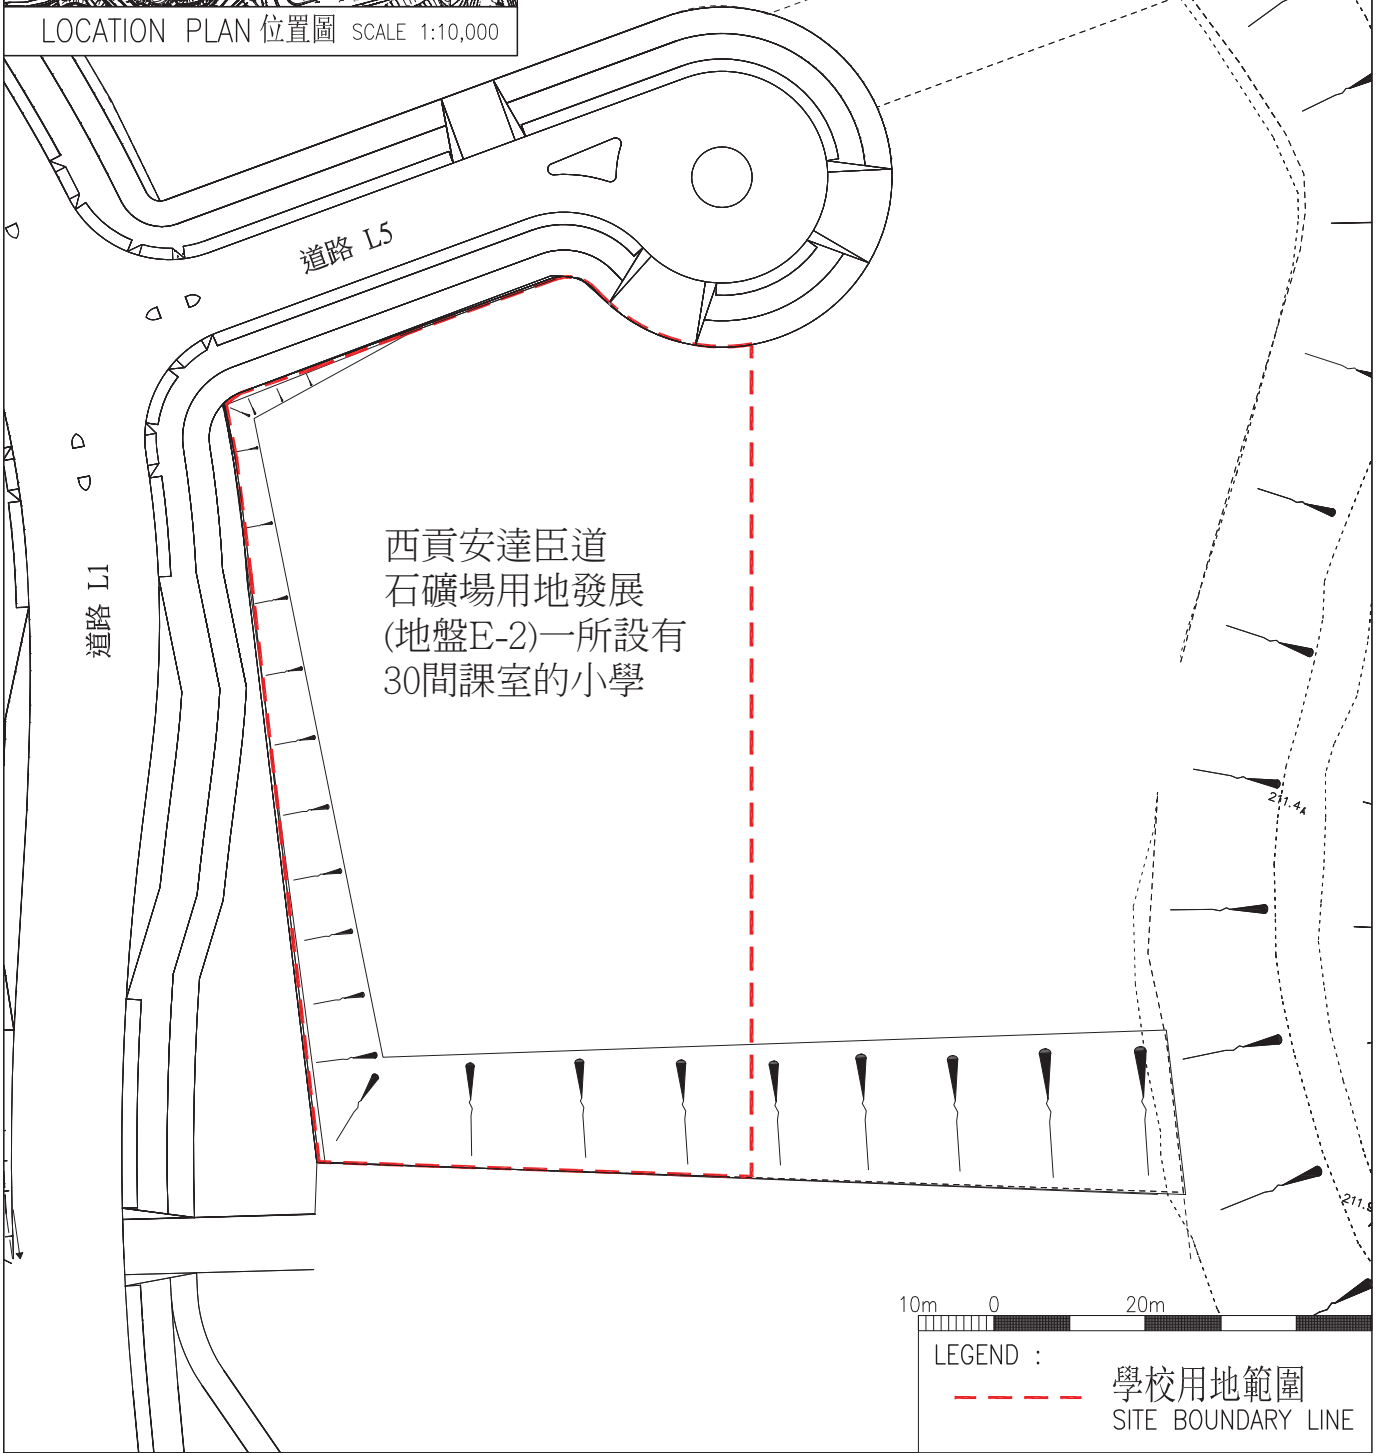 LOCATION PLAN 位置圖 SCALE 1:10,000
道路 L5
道路 L1
西貢安達臣道
石礦場用地發展
(地盤E-2)一所設有
30間課室的小學
211.4
10m 0 20m
LEGEND :
學校用地範圍
SITE BOUNDARY LINE